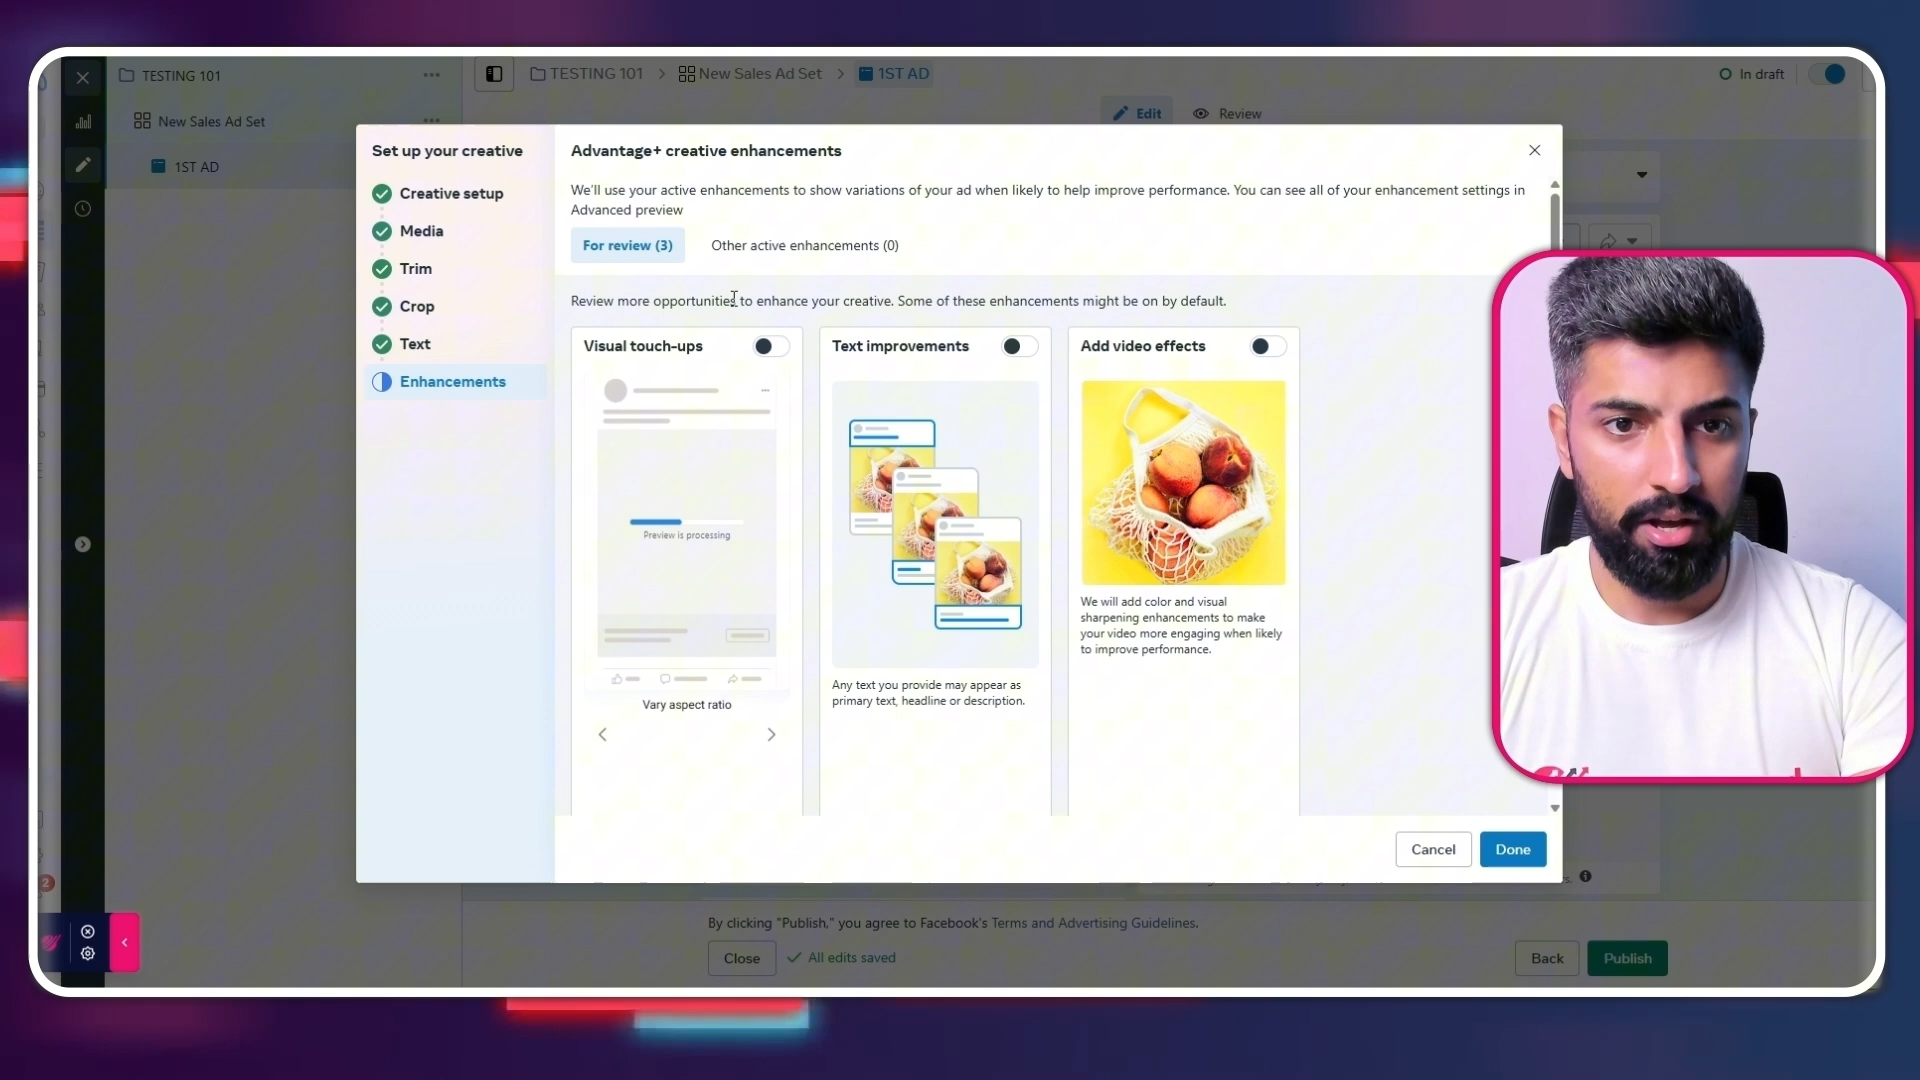 TESTING 101
New Sales Ad Set
1ST AD
TESTING 101
New Sales Ad Set
1ST AD
In draft
Edit
Review
Set up your creative
Creative setup
Media
Trim
Crop
Text
Enhancements
Advantage+ creative enhancements
We'll use your active enhancements to show variations of your ad when likely to help improve performance. You can see all of your enhancement settings in
Advanced preview
For review (3)
Other active enhancements (0)
Review more opportunities to enhance your creative. Some of these enhancements might be on by default.
Visual touch-ups
Preview is processing
Vary aspect ratio
Text improvements
Any text you provide may appear as
primary text, headline or description.
Add video effects
We will add color and visual
sharpening enhancements to make
your video more engaging when likely
to improve performance.
Cancel
Done
2
By clicking "Publish," you agree to Facebook's Terms and Advertising Guidelines.
Close
All edits saved
Back
Publish